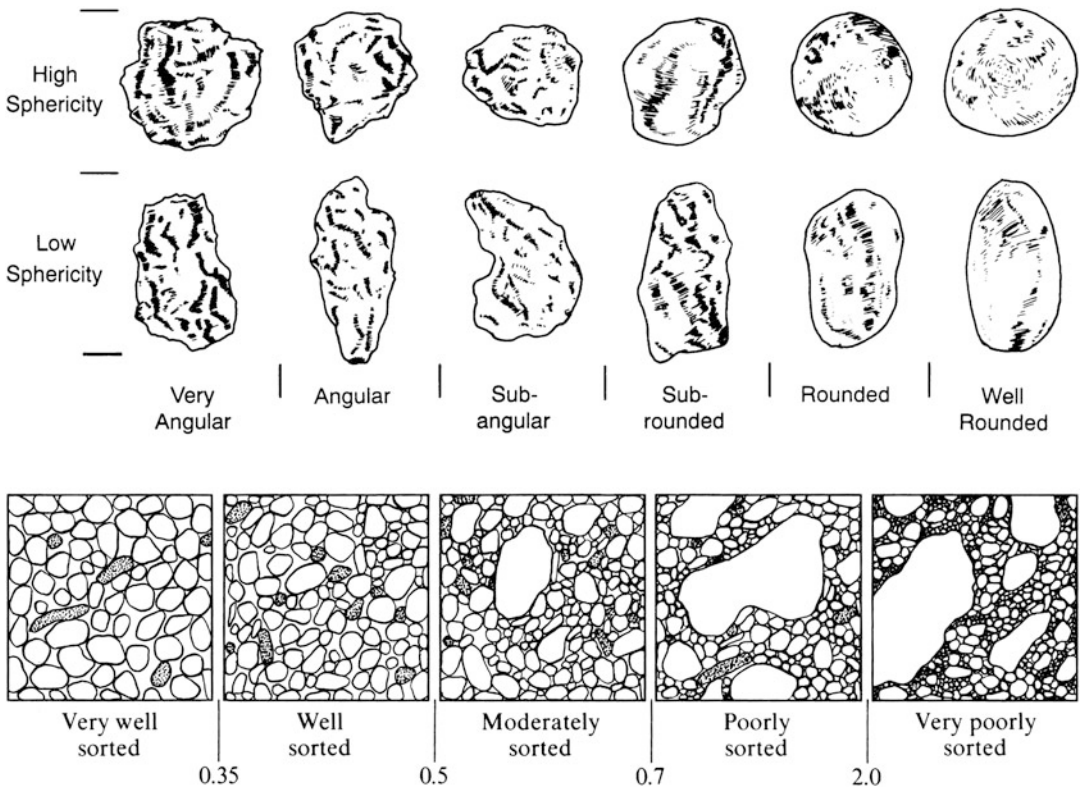 High
Sphericity
Low
Sphericity
Very
Angular
Angular
Sub-
angular
Sub-
rounded
Rounded
Well
Rounded
Very well
sorted
Well
sorted
Moderately
sorted
Poorly
sorted
Very poorly
sorted
0.35
0.5
0.7
2.0